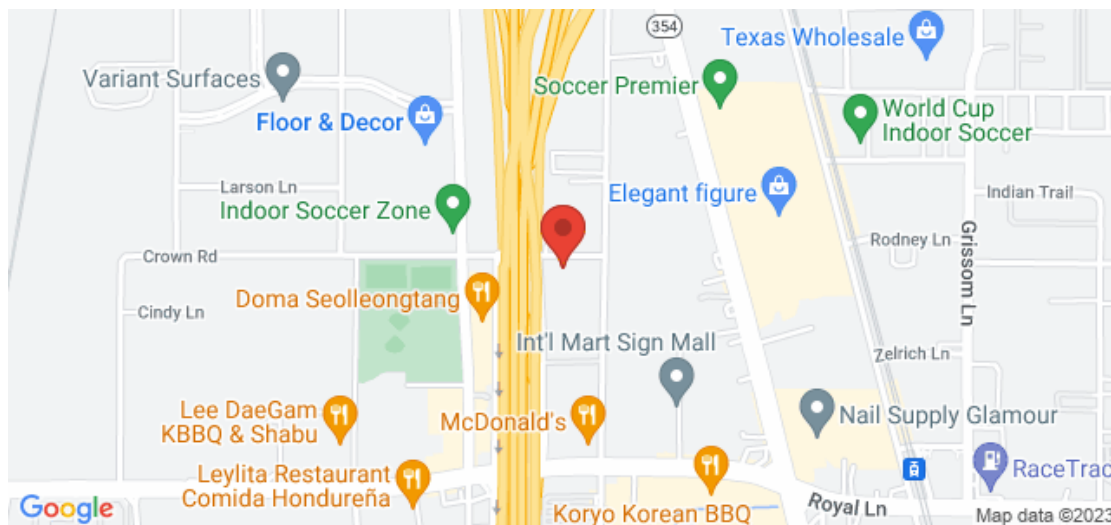 354
Texas Wholesale
Variant Surfaces
Soccer Premier
World Cup
Indoor Soccer
Floor & Decor
Larson Ln
Indoor Soccer Zone
Elegant figure
Indian Trail
Grissom Ln
Rodney Ln
Crown Rd
Doma Seolleongtang
Cindy Ln
Int'l Mart Sign Mall
Zelrich Ln
Lee DaeGam
KBBQ & Shabu
McDonald's
Nail Supply Glamour
Leylita Restaurant
Comida Hondureña
RaceTrac
Koryo Korean BBQ
Royal Ln
Google
Map data ©2023